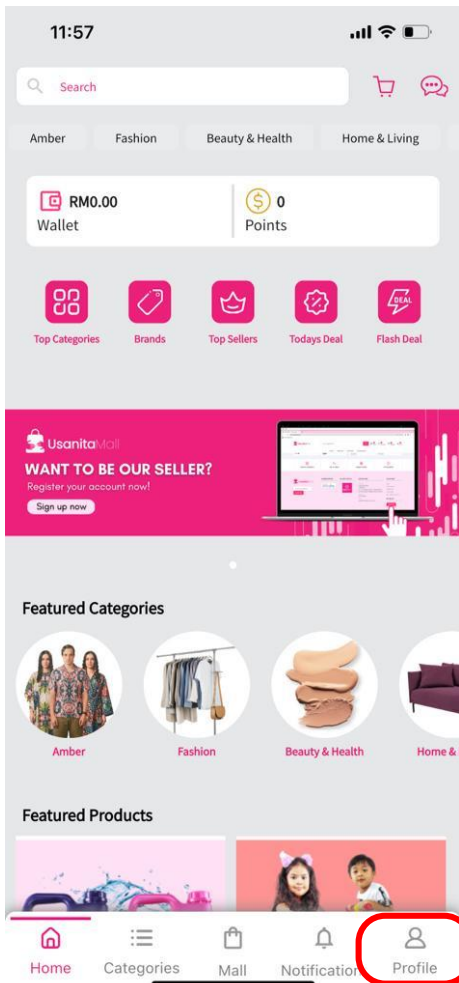 11:57
Search
Amber Fashion Beauty & Health Home & Living
RM0.00
Wallet
0
Points
Top Categories Brands Top Sellers Todays Deal Flash Deal
DEAL
UsanitaMall
WANT TO BE OUR SELLER?
Register your account now!
Sign up now
Featured Categories
Amber Fashion Beauty & Health Home &
Featured Products
Home Categories Mall Notification Profile